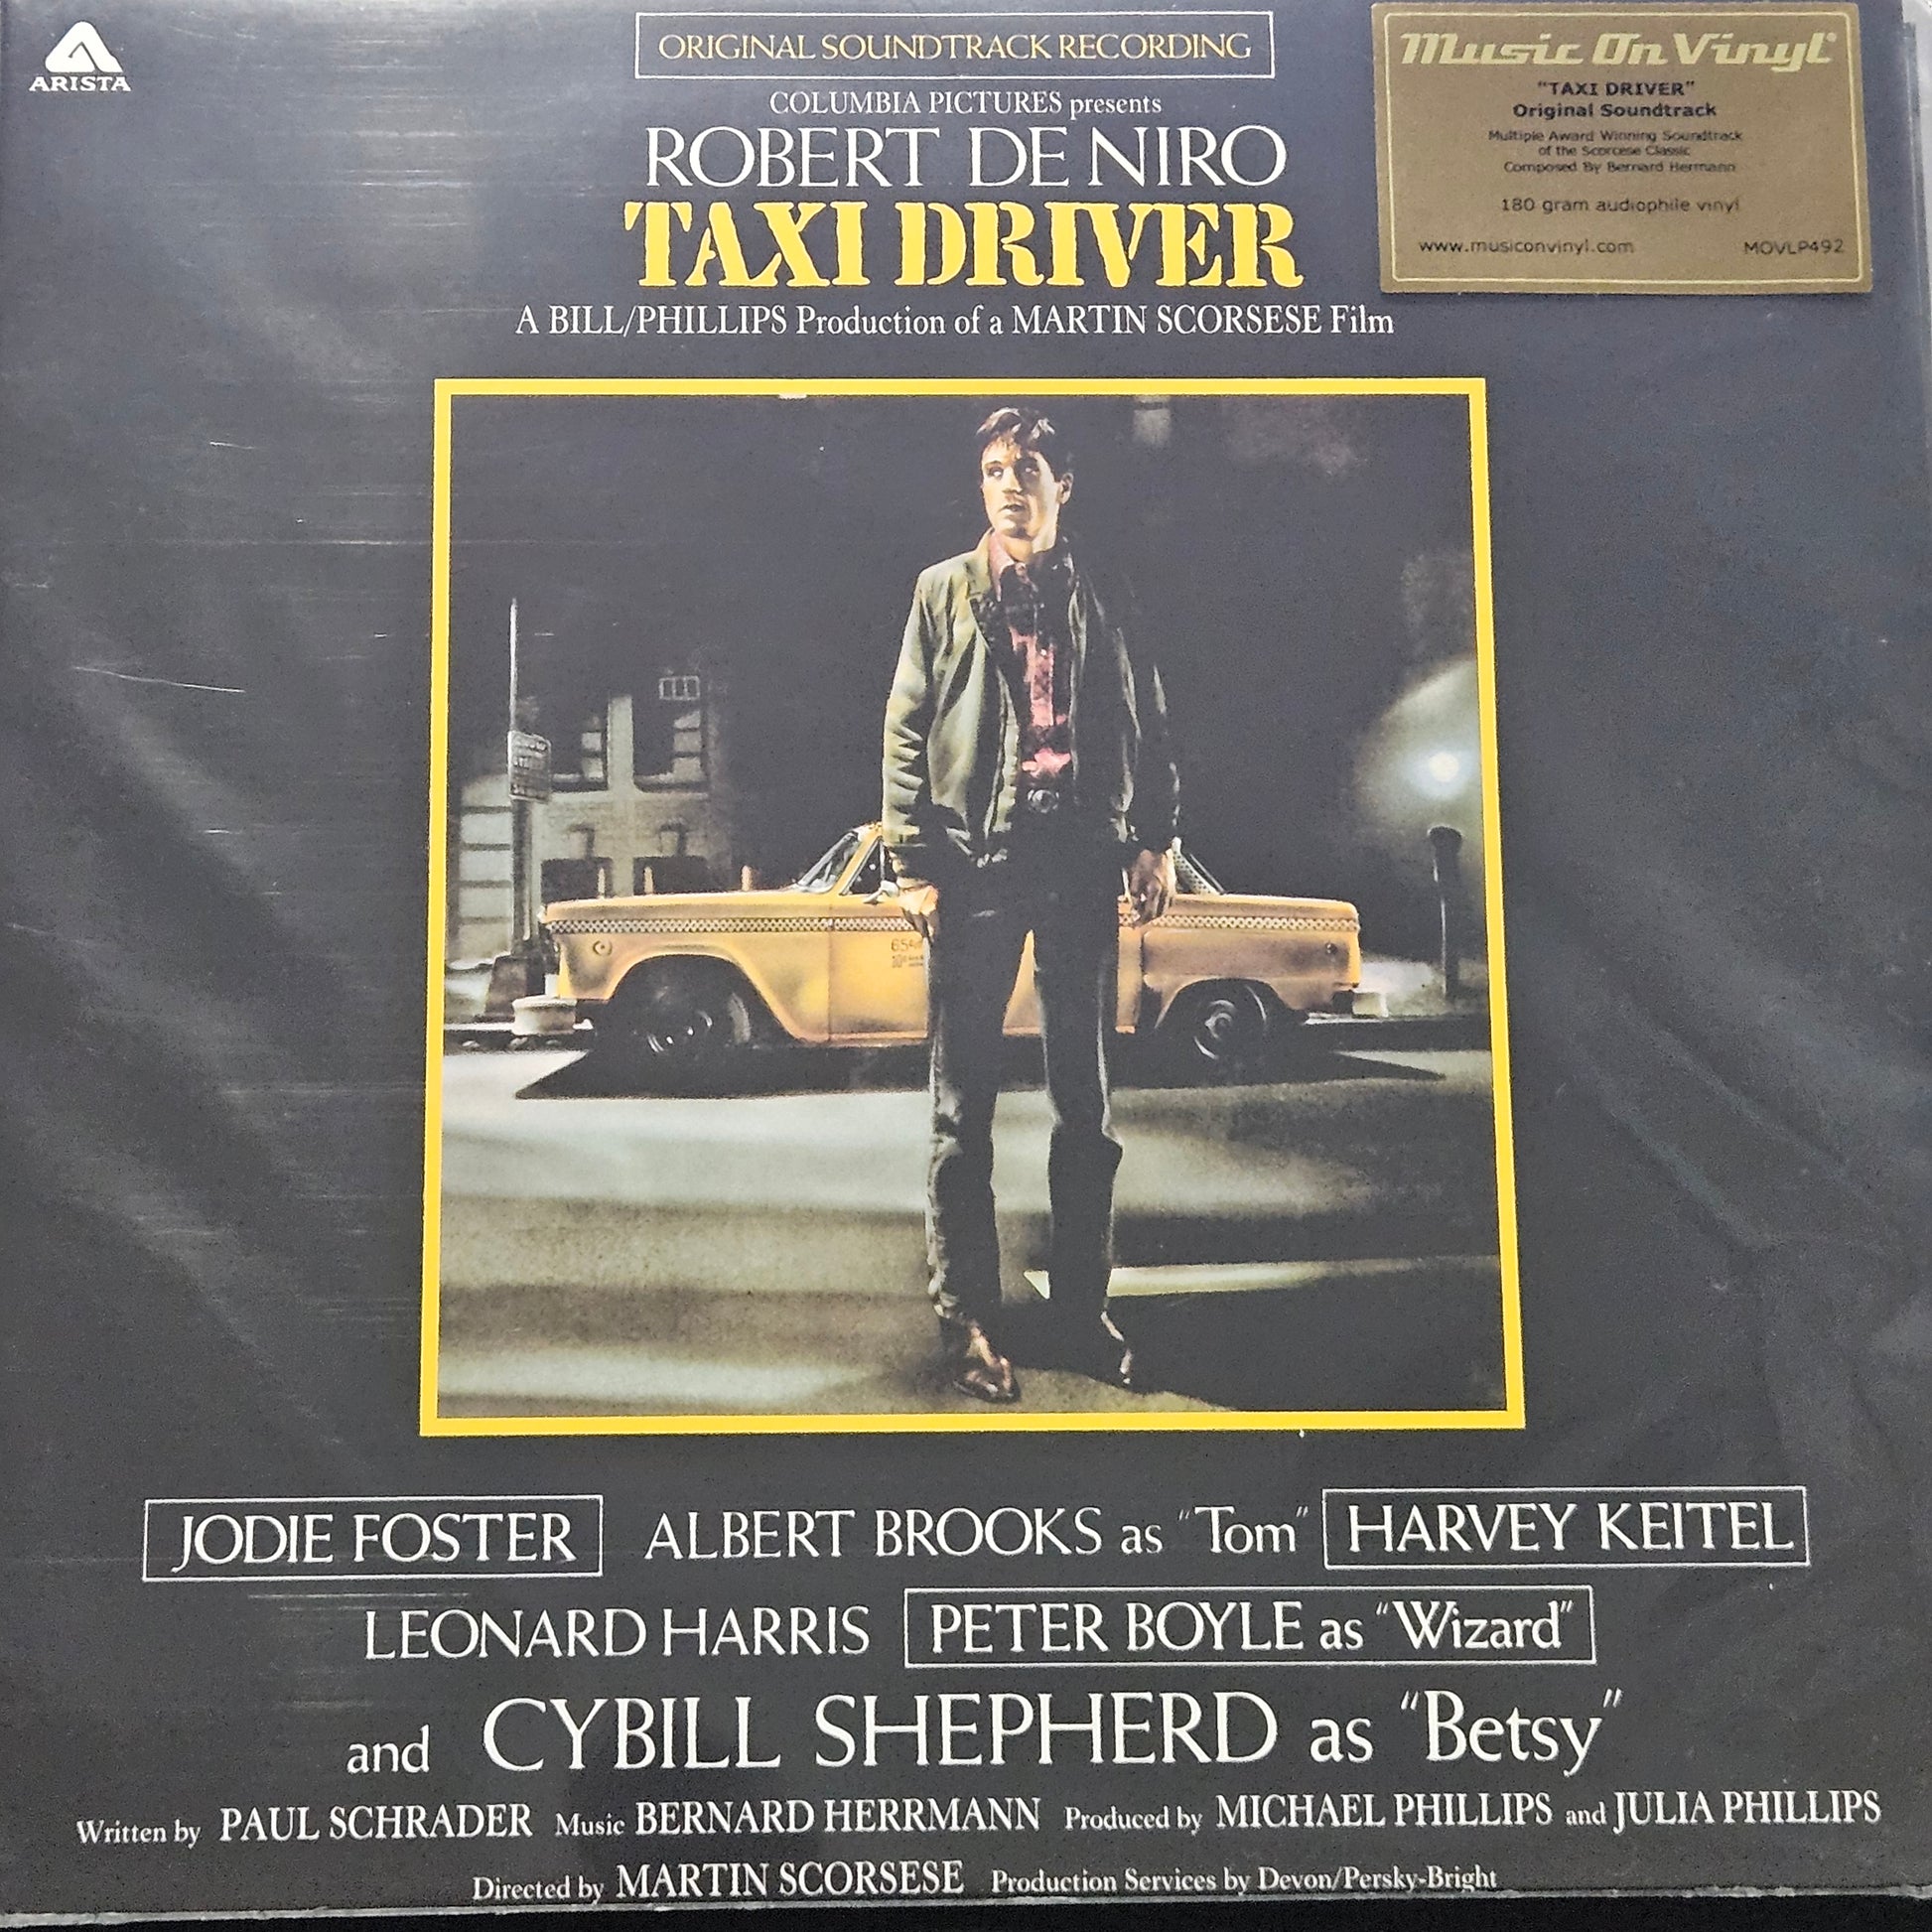 ARISTA
ORIGINAL SOUNDTRACK RECORDING
COLUMBIA PICTURES presents
ROBERT DE NIRO
TAXI DRIVER
A BILL/PHILLIPS Production of a MARTIN SCORSESE Film
Music On Vinyl
"TAXI DRIVER"
Original Soundtrack
Multiple Award Winning Soundtrack
of the Scorcese Classic
Composed By Bernard Hermann
180 gram audiophile vinyl
www.musiconvinyl.com MOVLP492
JODIE FOSTER ALBERT BROOKS as "Tom" HARVEY KEITEL
LEONARD HARRIS PETER BOYLE as "Wizard"
and CYBILL SHEPHERD as "Betsy"
Written by PAUL SCHRADER Music BERNARD HERRMANN Produced by MICHAEL PHILLIPS and JULIA PHILLIPS
Directed by MARTIN SCORSESE Production Services by Devon/Persky-Bright